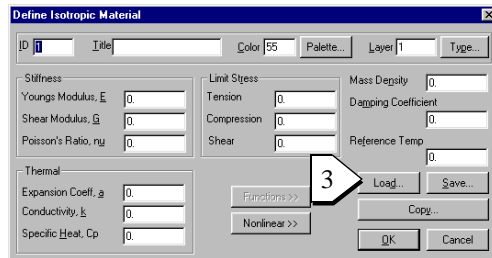 Define Isotropic Material
ID 1 Title Color 55 Palette... Layer 1 Type...
Stiffness
Youngs Modulus, E 0.
Shear Modulus, G 0.
Poisson's Ratio, nu 0.
Limit Stress
Tension 0.
Compression 0.
Shear 0.
Mass Density 0.
Damping Coefficient
0.
Reference Temp
0.
Thermal
Expansion Coeff, a 0.
Conductivity, k 0.
Specific Heat, Cp 0.
Functions >>
Nonlinear >>
3
Load... Save...
Copy...
OK Cancel